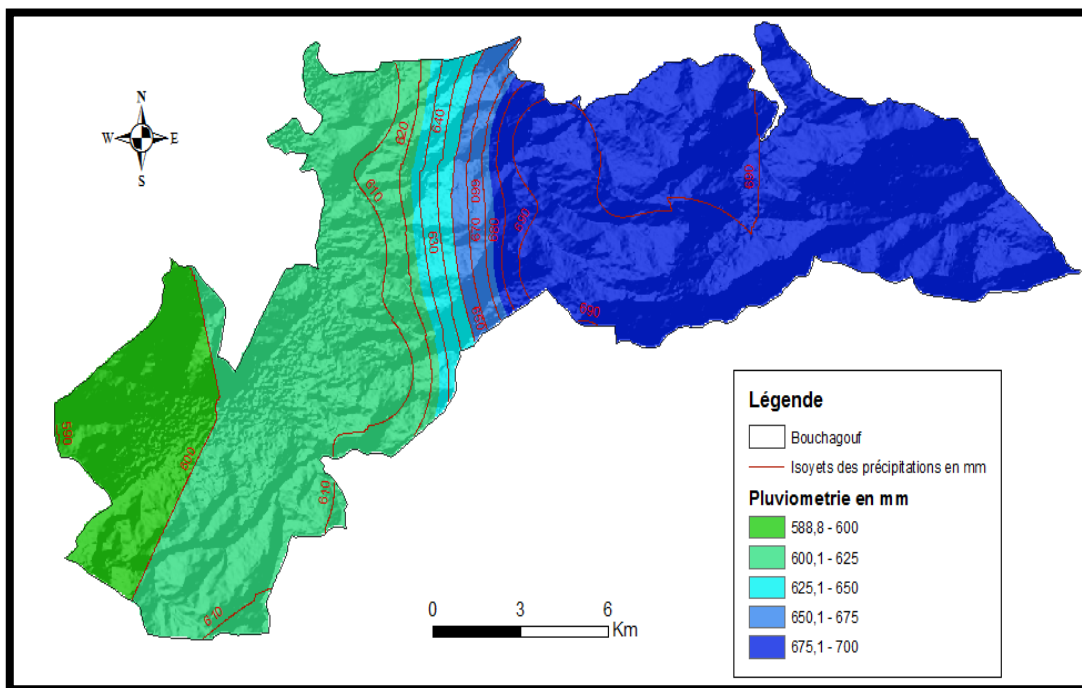 N
W E
S
620
640
610
660
690
630
670
680
690
650
690
590
600
610
610
Légende
Bouchagouf
Isoyets des précipitations en mm
Pluviometrie en mm
588,8 - 600
600,1 - 625
625,1 - 650
650,1 - 675
675,1 - 700
0 3 6
Km